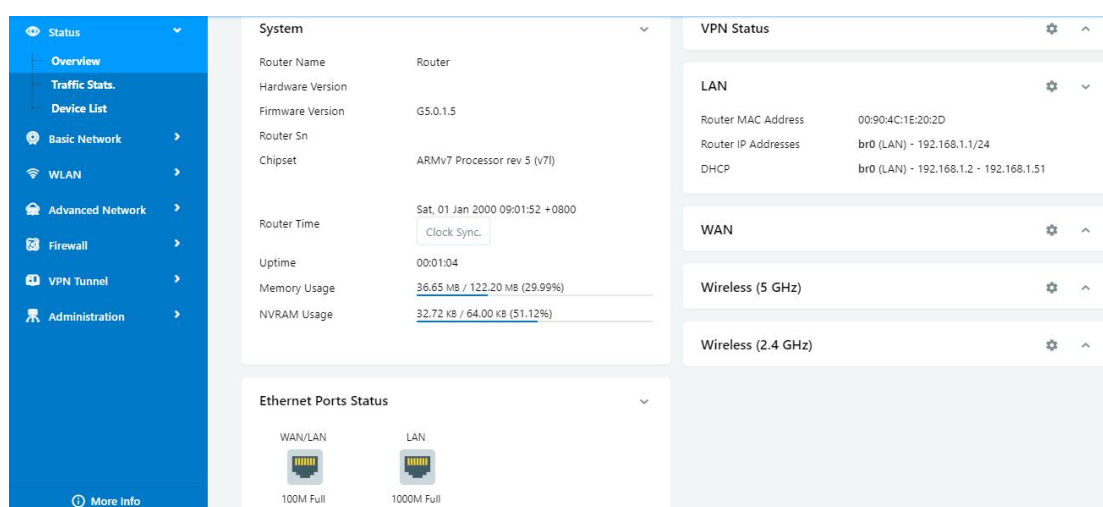 Status
Overview
Traffic Stats.
Device List
Basic Network
WLAN
Advanced Network
Firewall
VPN Tunnel
Administration
More Info
System
Router Name Router
Hardware Version
Firmware Version G5.0.1.5
Router Sn
Chipset ARMv7 Processor rev 5 (v7l)
Router Time Sat, 01 Jan 2000 09:01:52 +0800
Clock Sync.
Uptime 00:01:04
Memory Usage 36.65 MB / 122.20 MB (29.99%)
NVRAM Usage 32.72 KB / 64.00 KB (51.12%)
Ethernet Ports Status
WAN/LAN LAN
100M Full 1000M Full
VPN Status
LAN
Router MAC Address 00:90:4C:1E:20:2D
Router IP Addresses br0 (LAN) - 192.168.1.1/24
DHCP br0 (LAN) - 192.168.1.2 - 192.168.1.51
WAN
Wireless (5 GHz)
Wireless (2.4 GHz)